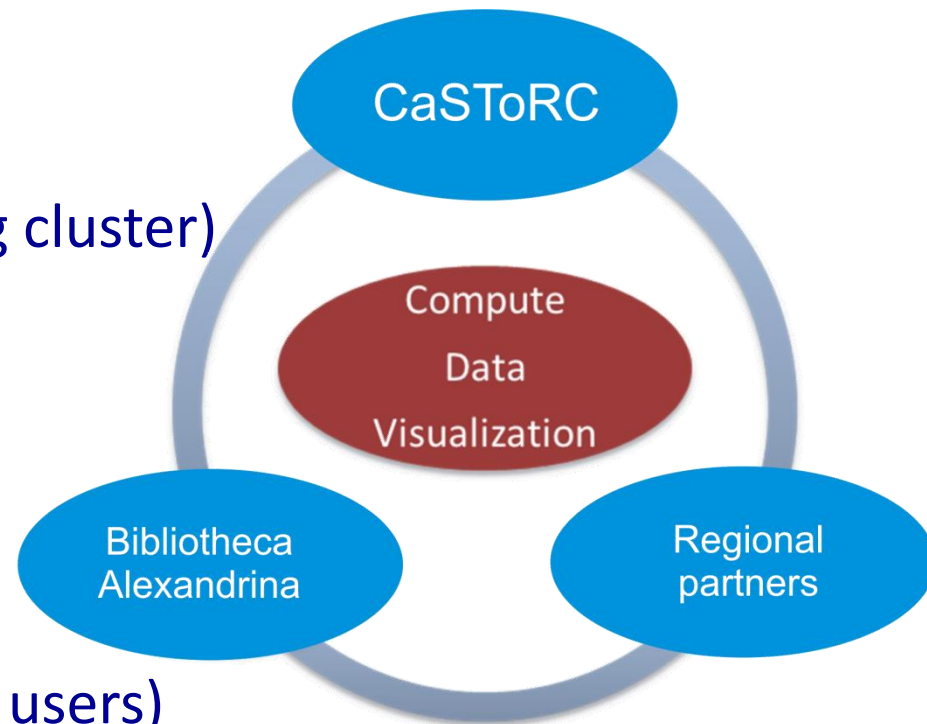 CaSToRC
g cluster)
Compute
Data
Visualization
Bibliotheca
Alexandrina
Regional
partners
users)